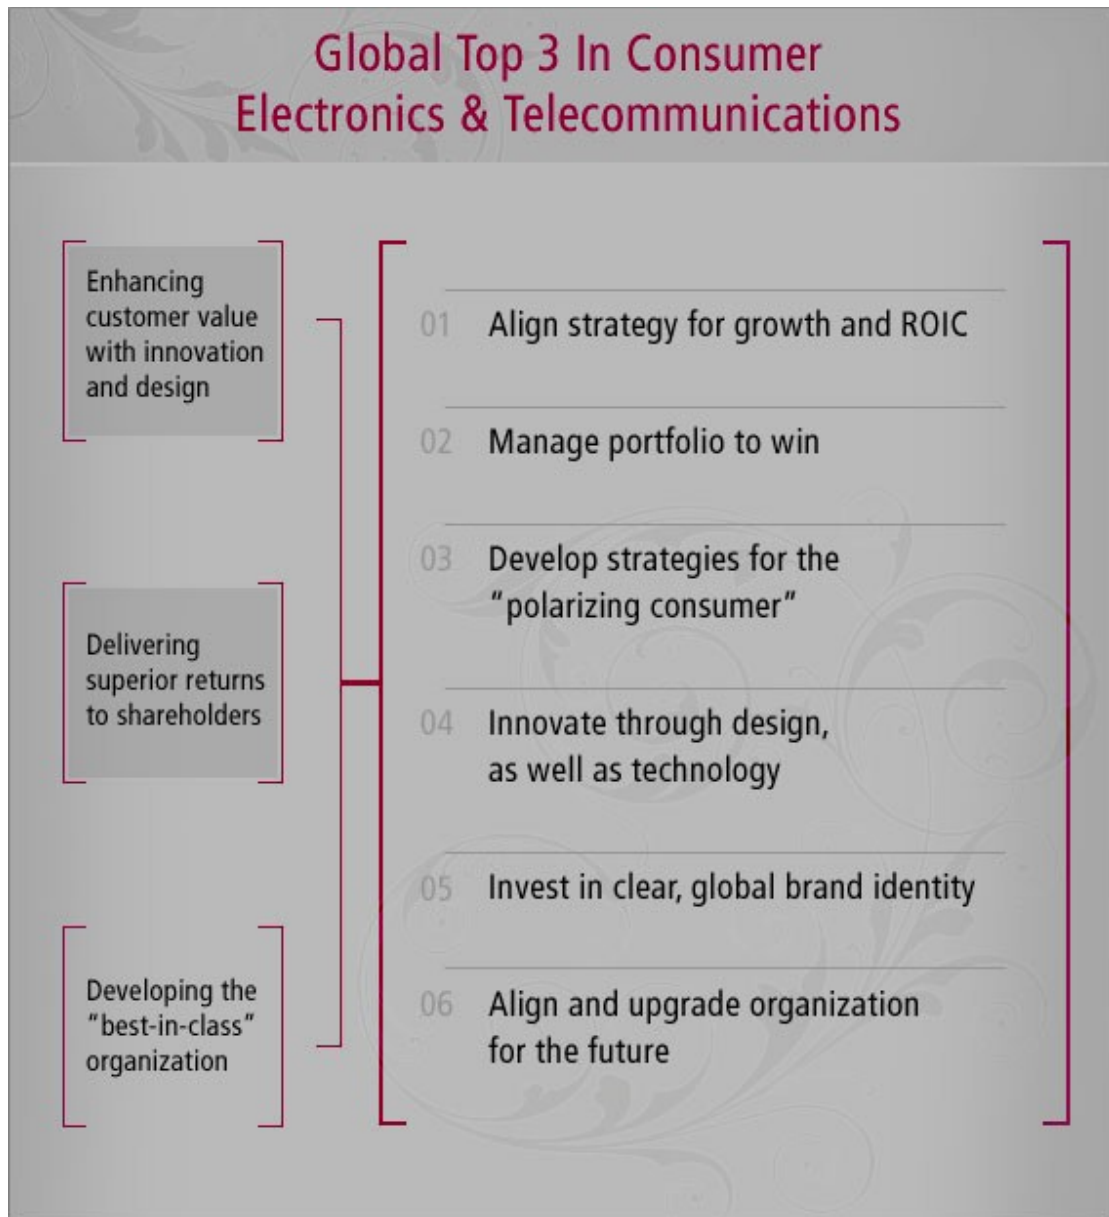 Global Top 3 In Consumer
Electronics & Telecommunications
Enhancing
customer value
with innovation
and design
Delivering
superior returns
to shareholders
Developing the
“best-in-class”
organization
01 Align strategy for growth and ROIC
02 Manage portfolio to win
03 Develop strategies for the
“polarizing consumer”
04 Innovate through design,
as well as technology
05 Invest in clear, global brand identity
06 Align and upgrade organization
for the future